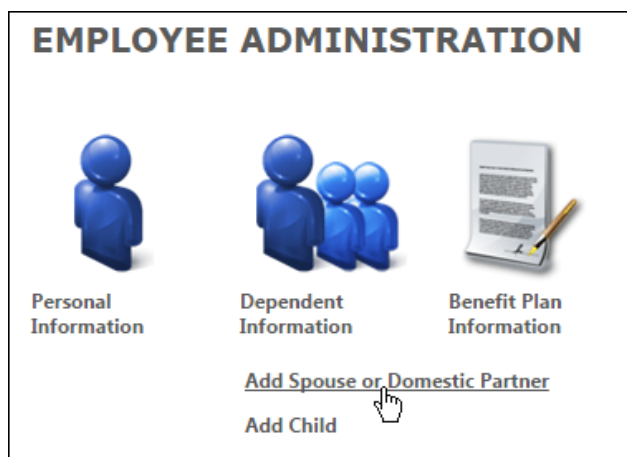 EMPLOYEE ADMINISTRATION
Personal
Information
Dependent
Information
Benefit Plan
Information
Add Spouse or Domestic Partner
Add Child